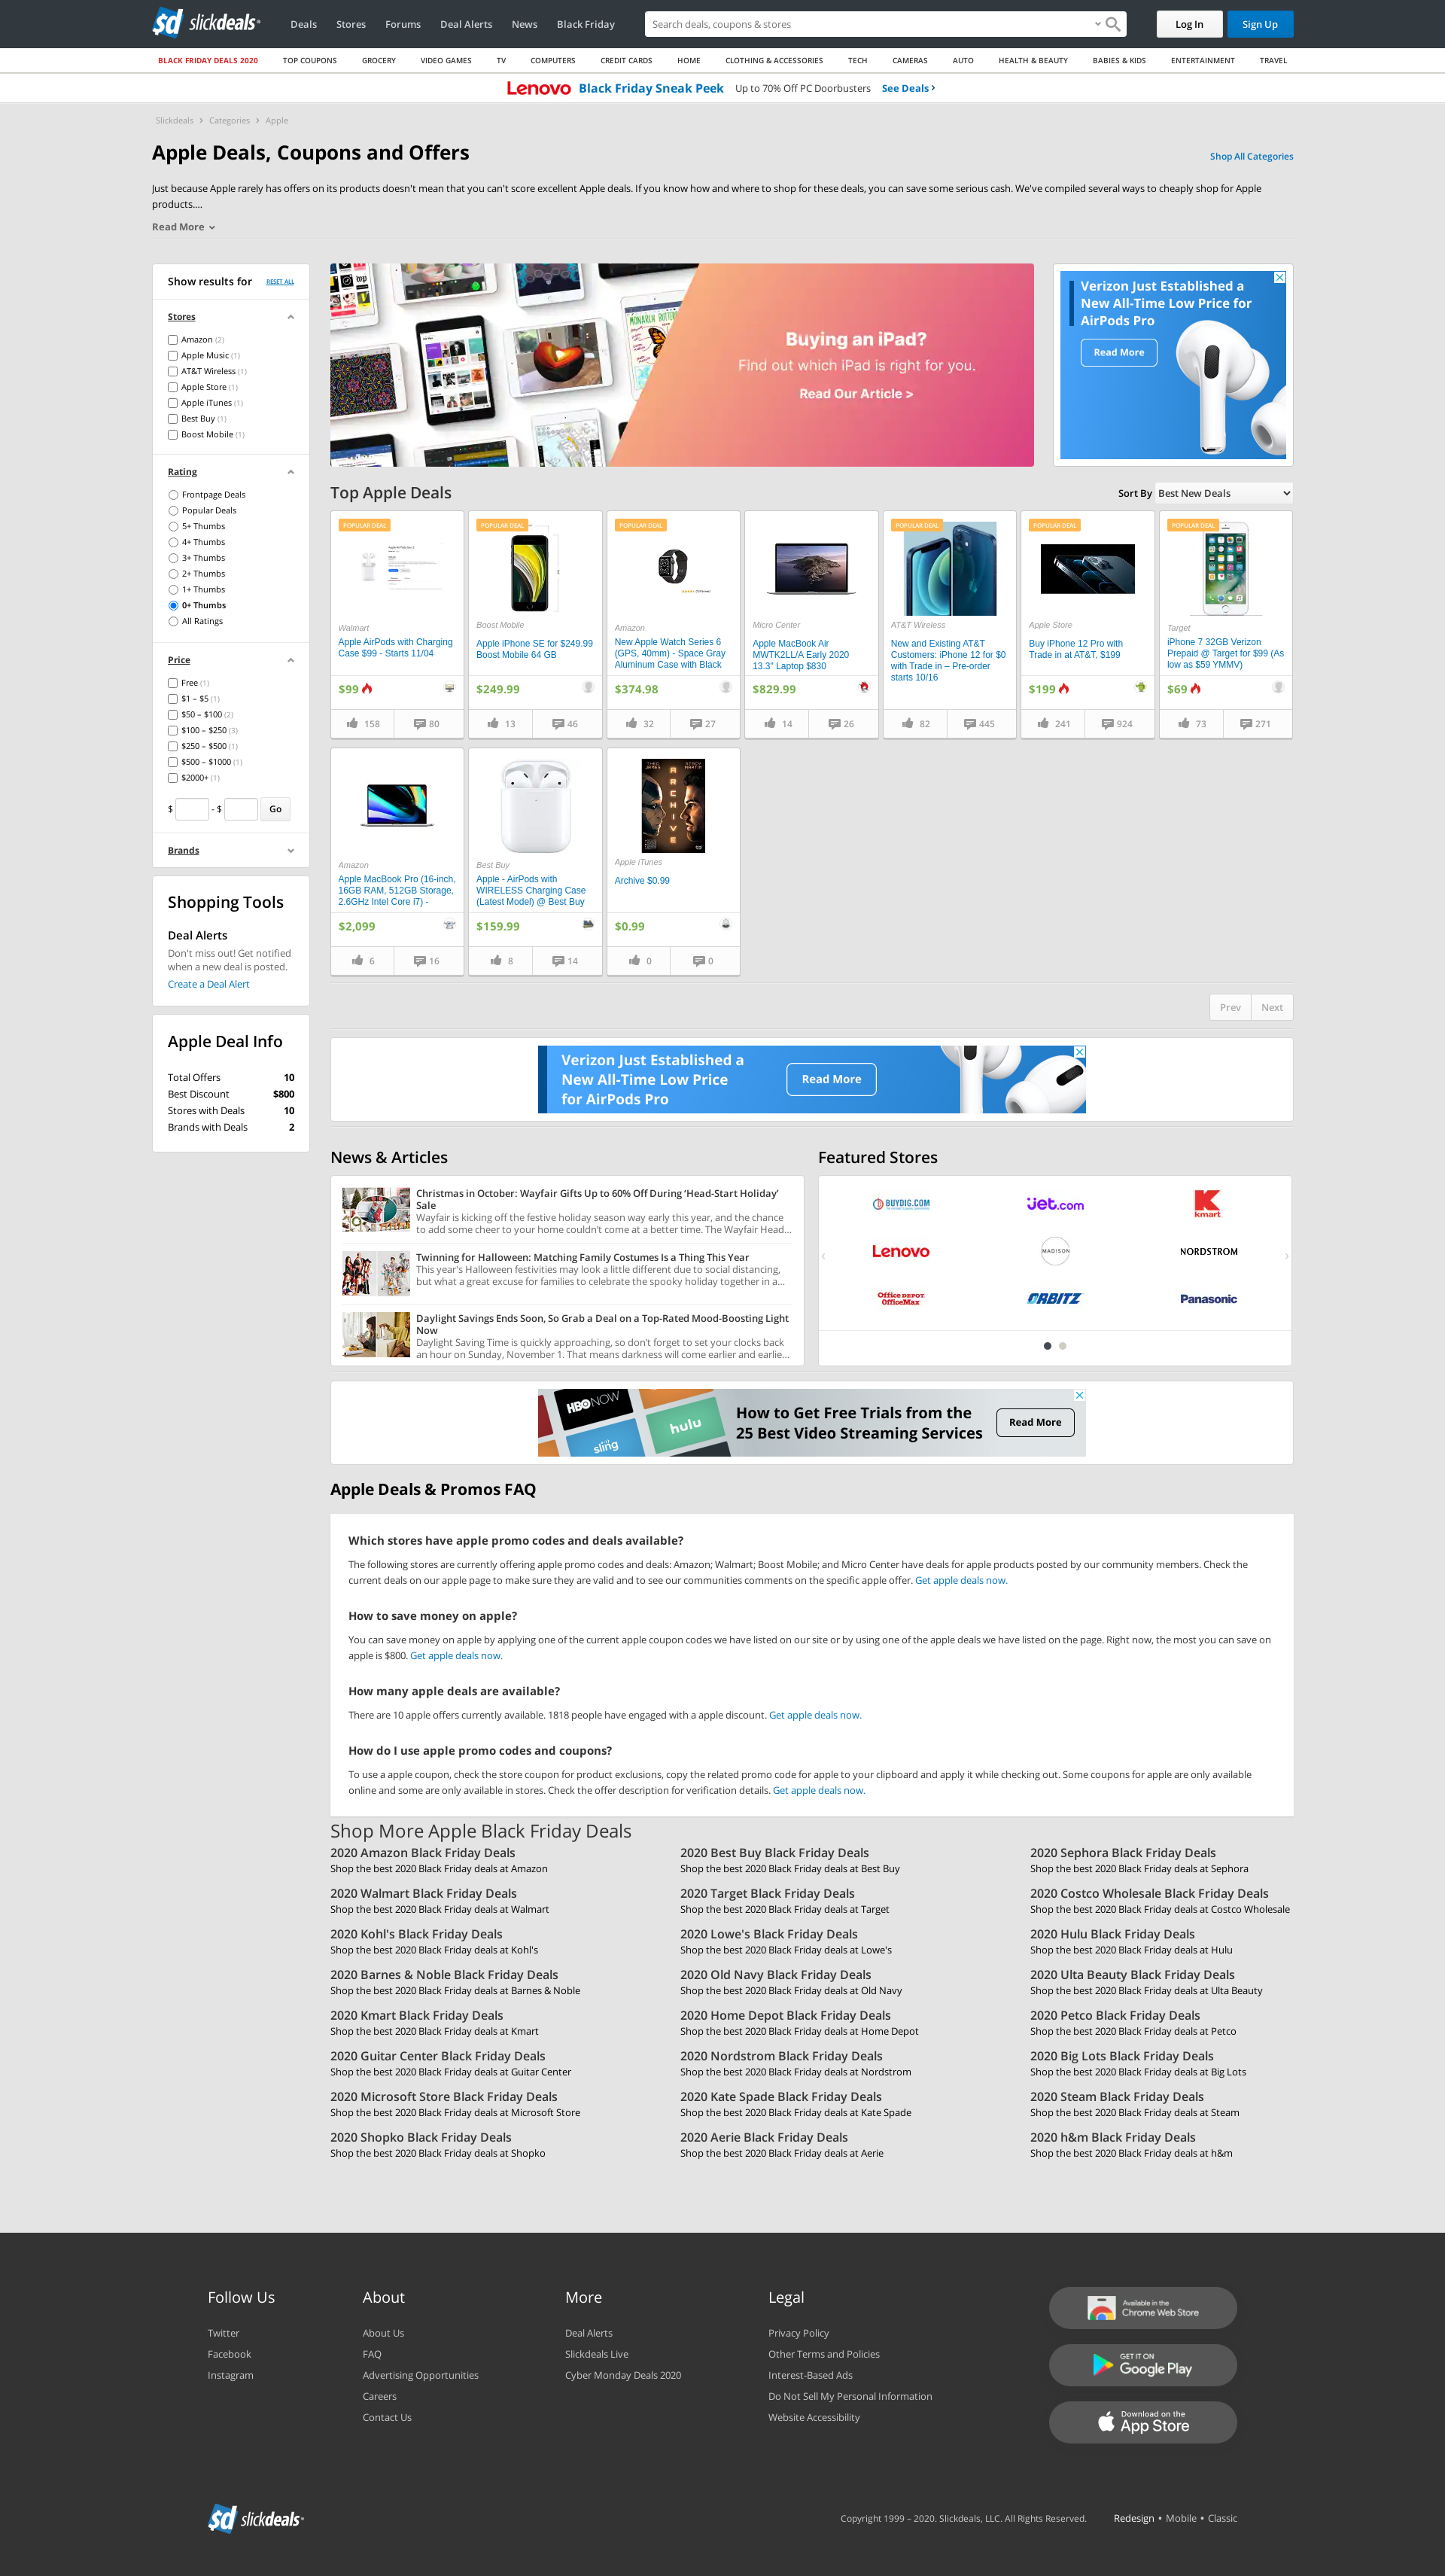 slickdeals
Deals Stores Forums Deal Alerts News Black Friday
Search deals, coupons & stores
Log In Sign Up
BLACK FRIDAY DEALS 2020 TOP COUPONS GROCERY VIDEO GAMES TV COMPUTERS CREDIT CARDS HOME CLOTHING & ACCESSORIES TECH CAMERAS AUTO HEALTH & BEAUTY BABIES & KIDS ENTERTAINMENT TRAVEL
Lenovo Black Friday Sneak Peek Up to 70% Off PC Doorbusters See Deals ›
Slickdeals › Categories › Apple
Apple Deals, Coupons and Offers
Shop All Categories
Just because Apple rarely has offers on its products doesn't mean that you can't score excellent Apple deals. If you know how and where to shop for these deals, you can save some serious cash. We've compiled several ways to cheaply shop for Apple
products....
Read More
Show results for RESET ALL
Stores
Amazon (2)
Apple Music (1)
AT&T Wireless (1)
Apple Store (1)
Apple iTunes (1)
Best Buy (1)
Boost Mobile (1)
Rating
Frontpage Deals
Popular Deals
5+ Thumbs
4+ Thumbs
3+ Thumbs
2+ Thumbs
1+ Thumbs
0+ Thumbs
All Ratings
Price
Free (1)
$1 – $5 (1)
$50 – $100 (2)
$100 – $250 (3)
$250 – $500 (1)
$500 – $1000 (1)
$2000+ (1)
$ - $ Go
Brands
Shopping Tools
Deal Alerts
Don't miss out! Get notified
when a new deal is posted.
Create a Deal Alert
Apple Deal Info
Total Offers 10
Best Discount $800
Stores with Deals 10
Brands with Deals 2
Buying an iPad?
Find out which iPad is right for you.
Read Our Article >
Verizon Just Established a
New All-Time Low Price for
AirPods Pro
Read More
Top Apple Deals
Sort By Best New Deals
POPULAR DEAL
Walmart
Apple AirPods with Charging
Case $99 - Starts 11/04
$99
158 80
POPULAR DEAL
Boost Mobile
Apple iPhone SE for $249.99
Boost Mobile 64 GB
$249.99
13 46
POPULAR DEAL
Amazon
New Apple Watch Series 6
(GPS, 40mm) - Space Gray
Aluminum Case with Black
$374.98
32 27
Micro Center
Apple MacBook Air
MWTK2LL/A Early 2020
13.3" Laptop $830
$829.99
14 26
POPULAR DEAL
AT&T Wireless
New and Existing AT&T
Customers: iPhone 12 for $0
with Trade in – Pre-order
starts 10/16
82 445
POPULAR DEAL
Apple Store
Buy iPhone 12 Pro with
Trade in at AT&T, $199
$199
241 924
POPULAR DEAL
Target
iPhone 7 32GB Verizon
Prepaid @ Target for $99 (As
low as $59 YMMV)
$69
73 271
Amazon
Apple MacBook Pro (16-inch,
16GB RAM, 512GB Storage,
2.6GHz Intel Core i7) -
$2,099
6 16
Best Buy
Apple - AirPods with
WIRELESS Charging Case
(Latest Model) @ Best Buy
$159.99
8 14
ARCHIVE
Apple iTunes
Archive $0.99
$0.99
0 0
Prev Next
Verizon Just Established a
New All-Time Low Price
for AirPods Pro
Read More
News & Articles
Christmas in October: Wayfair Gifts Up to 60% Off During ‘Head-Start Holiday’
Sale
Wayfair is kicking off the festive holiday season way early this year, and the chance
to add some cheer to your home couldn’t come at a better time. The Wayfair Head...
Twinning for Halloween: Matching Family Costumes Is a Thing This Year
This year's Halloween festivities may look a little different due to social distancing,
but what a great excuse for families to celebrate the spooky holiday together in a...
Daylight Savings Ends Soon, So Grab a Deal on a Top-Rated Mood-Boosting Light
Now
Daylight Saving Time is quickly approaching, so don’t forget to set your clocks back
an hour on Sunday, November 1. That means darkness will come earlier and earlie...
Featured Stores
BUYDIG.COM jet.com kmart
Lenovo MADISON NORDSTROM
Office DEPOT OfficeMax ORBITZ Panasonic
HBO NOW
hulu
sling
How to Get Free Trials from the
25 Best Video Streaming Services
Read More
Apple Deals & Promos FAQ
Which stores have apple promo codes and deals available?
The following stores are currently offering apple promo codes and deals: Amazon; Walmart; Boost Mobile; and Micro Center have deals for apple products posted by our community members. Check the
current deals on our apple page to make sure they are valid and to see our communities comments on the specific apple offer. Get apple deals now.
How to save money on apple?
You can save money on apple by applying one of the current apple coupon codes we have listed on our site or by using one of the apple deals we have listed on the page. Right now, the most you can save on
apple is $800. Get apple deals now.
How many apple deals are available?
There are 10 apple offers currently available. 1818 people have engaged with a apple discount. Get apple deals now.
How do I use apple promo codes and coupons?
To use a apple coupon, check the store coupon for product exclusions, copy the related promo code for apple to your clipboard and apply it while checking out. Some coupons for apple are only available
online and some are only available in stores. Check the offer description for verification details. Get apple deals now.
Shop More Apple Black Friday Deals
2020 Amazon Black Friday Deals
Shop the best 2020 Black Friday deals at Amazon
2020 Best Buy Black Friday Deals
Shop the best 2020 Black Friday deals at Best Buy
2020 Sephora Black Friday Deals
Shop the best 2020 Black Friday deals at Sephora
2020 Walmart Black Friday Deals
Shop the best 2020 Black Friday deals at Walmart
2020 Target Black Friday Deals
Shop the best 2020 Black Friday deals at Target
2020 Costco Wholesale Black Friday Deals
Shop the best 2020 Black Friday deals at Costco Wholesale
2020 Kohl's Black Friday Deals
Shop the best 2020 Black Friday deals at Kohl's
2020 Lowe's Black Friday Deals
Shop the best 2020 Black Friday deals at Lowe's
2020 Hulu Black Friday Deals
Shop the best 2020 Black Friday deals at Hulu
2020 Barnes & Noble Black Friday Deals
Shop the best 2020 Black Friday deals at Barnes & Noble
2020 Old Navy Black Friday Deals
Shop the best 2020 Black Friday deals at Old Navy
2020 Ulta Beauty Black Friday Deals
Shop the best 2020 Black Friday deals at Ulta Beauty
2020 Kmart Black Friday Deals
Shop the best 2020 Black Friday deals at Kmart
2020 Home Depot Black Friday Deals
Shop the best 2020 Black Friday deals at Home Depot
2020 Petco Black Friday Deals
Shop the best 2020 Black Friday deals at Petco
2020 Guitar Center Black Friday Deals
Shop the best 2020 Black Friday deals at Guitar Center
2020 Nordstrom Black Friday Deals
Shop the best 2020 Black Friday deals at Nordstrom
2020 Big Lots Black Friday Deals
Shop the best 2020 Black Friday deals at Big Lots
2020 Microsoft Store Black Friday Deals
Shop the best 2020 Black Friday deals at Microsoft Store
2020 Kate Spade Black Friday Deals
Shop the best 2020 Black Friday deals at Kate Spade
2020 Steam Black Friday Deals
Shop the best 2020 Black Friday deals at Steam
2020 Shopko Black Friday Deals
Shop the best 2020 Black Friday deals at Shopko
2020 Aerie Black Friday Deals
Shop the best 2020 Black Friday deals at Aerie
2020 h&m Black Friday Deals
Shop the best 2020 Black Friday deals at h&m
Follow Us
Twitter
Facebook
Instagram
About
About Us
FAQ
Advertising Opportunities
Careers
Contact Us
More
Deal Alerts
Slickdeals Live
Cyber Monday Deals 2020
Legal
Privacy Policy
Other Terms and Policies
Interest-Based Ads
Do Not Sell My Personal Information
Website Accessibility
Available in the
Chrome Web Store
GET IT ON
Google Play
Download on the
App Store
slickdeals
Copyright 1999 – 2020. Slickdeals, LLC. All Rights Reserved. Redesign • Mobile • Classic